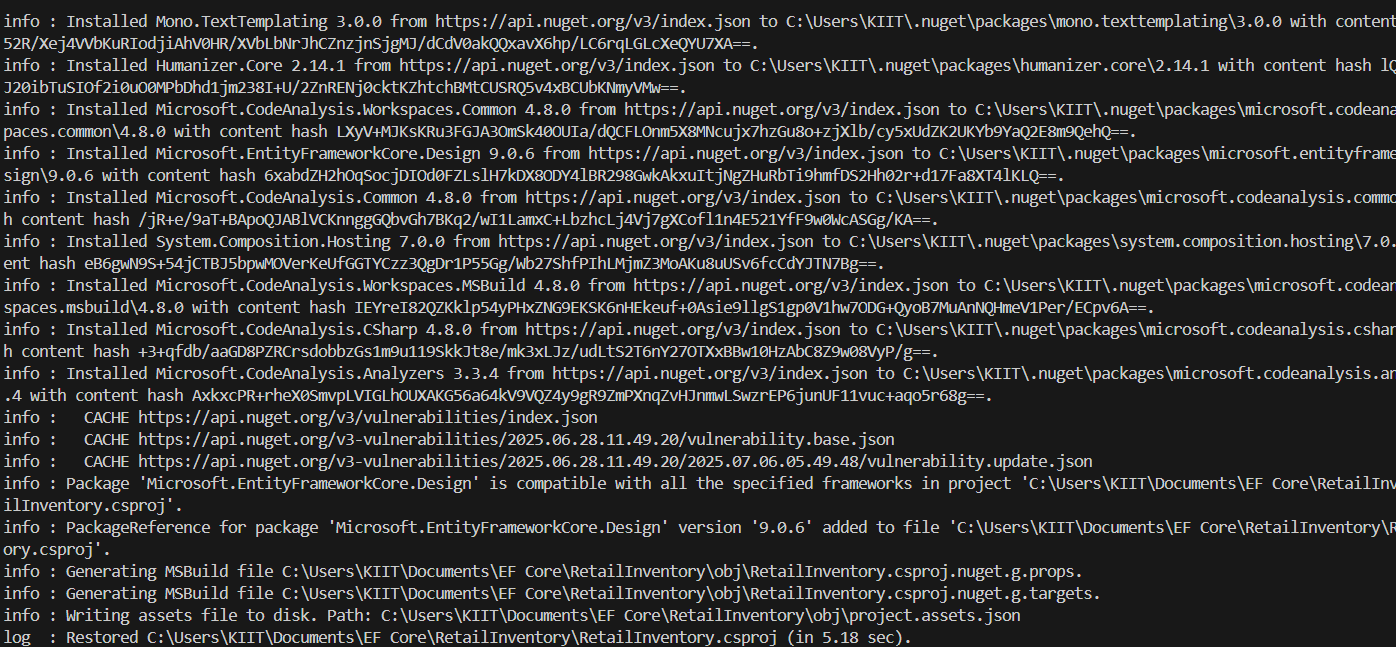 info : Installed Mono.TextTemplating 3.0.0 from https://api.nuget.org/v3/index.json to C:\Users\KIIT\.nuget\packages\mono.texttemplating\3.0.0 with content
52R/Xej4VVbKuRIodjiAhV0HR/XVbLbNrJhCZnzjnSjgMJ/dCdV0akQQxavX6hp/LC6rqLGLcXeQYU7XA==.
info : Installed Humanizer.Core 2.14.1 from https://api.nuget.org/v3/index.json to C:\Users\KIIT\.nuget\packages\humanizer.core\2.14.1 with content hash lQ
J20ibTuSIOf2i0uO0MPbDhd1jm238I+U/2ZnRENj0cktKZhtchBMtCUSRQ5v4xBCUbKNmyVMw==.
info : Installed Microsoft.CodeAnalysis.Workspaces.Common 4.8.0 from https://api.nuget.org/v3/index.json to C:\Users\KIIT\.nuget\packages\microsoft.codeana
paces.common\4.8.0 with content hash LXyV+MJKsKRu3FGJA3OmSk40OUIa/dQCFLOnm5X8MNcujx7hzGu8o+zjXlb/cy5xUdZK2UKYb9YaQ2E8m9QehQ==.
info : Installed Microsoft.EntityFrameworkCore.Design 9.0.6 from https://api.nuget.org/v3/index.json to C:\Users\KIIT\.nuget\packages\microsoft.entityframe
sign\9.0.6 with content hash 6xabdZH2hOqSocjDIOd0FZLslH7kDX8ODY4lBR298GwkAkxuItjNgZHuRbTi9hmfDS2Hh02r+d17Fa8XT4lKLQ==.
info : Installed Microsoft.CodeAnalysis.Common 4.8.0 from https://api.nuget.org/v3/index.json to C:\Users\KIIT\.nuget\packages\microsoft.codeanalysis.commo
h content hash /jR+e/9aT+BApoQJABlVCKnnggGQbvGh7BKq2/wI1LamxC+LbzhcLj4Vj7gXCofl1n4E521YfF9w0WcASGg/KA==.
info : Installed System.Composition.Hosting 7.0.0 from https://api.nuget.org/v3/index.json to C:\Users\KIIT\.nuget\packages\system.composition.hosting\7.0.
ent hash eB6gwN9S+54jCTBJ5bpwMOVerKeUfGGTYCzz3QgDr1P55Gg/Wb27ShfPIhLMjmZ3MoAKu8uUSv6fcCdYJTN7Bg==.
info : Installed Microsoft.CodeAnalysis.Workspaces.MSBuild 4.8.0 from https://api.nuget.org/v3/index.json to C:\Users\KIIT\.nuget\packages\microsoft.codean
spaces.msbuild\4.8.0 with content hash IEYreI82QZKklp54yPHxZNG9EKSK6nHEkeuf+0Asie9llgS1gp0V1hw7ODG+QyoB7MuAnNQHmeV1Per/ECpv6A==.
info : Installed Microsoft.CodeAnalysis.CSharp 4.8.0 from https://api.nuget.org/v3/index.json to C:\Users\KIIT\.nuget\packages\microsoft.codeanalysis.cshar
h content hash +3+qfdb/aaGD8PZRCrsdobbzGs1m9u119SkkJt8e/mk3xLJz/udLtS2T6nY27OTXxBBw10HzAbC8Z9w08VyP/g==.
info : Installed Microsoft.CodeAnalysis.Analyzers 3.3.4 from https://api.nuget.org/v3/index.json to C:\Users\KIIT\.nuget\packages\microsoft.codeanalysis.an
.4 with content hash AxkxcPR+rheX0SmvpLVIGLhOUXAKG56a64kV9VQZ4y9gR9ZmPXnqZvHJnmwLSwzrEP6junUF11vuc+aqo5r68g==.
info :   CACHE https://api.nuget.org/v3/vulnerabilities/index.json
info :   CACHE https://api.nuget.org/v3-vulnerabilities/2025.06.28.11.49.20/vulnerability.base.json
info :   CACHE https://api.nuget.org/v3-vulnerabilities/2025.06.28.11.49.20/2025.07.06.05.49.48/vulnerability.update.json
info : Package 'Microsoft.EntityFrameworkCore.Design' is compatible with all the specified frameworks in project 'C:\Users\KIIT\Documents\EF Core\RetailInv
ilInventory.csproj'.
info : PackageReference for package 'Microsoft.EntityFrameworkCore.Design' version '9.0.6' added to file 'C:\Users\KIIT\Documents\EF Core\RetailInventory\R
ory.csproj'.
info : Generating MSBuild file C:\Users\KIIT\Documents\EF Core\RetailInventory\obj\RetailInventory.csproj.nuget.g.props.
info : Generating MSBuild file C:\Users\KIIT\Documents\EF Core\RetailInventory\obj\RetailInventory.csproj.nuget.g.targets.
info : Writing assets file to disk. Path: C:\Users\KIIT\Documents\EF Core\RetailInventory\obj\project.assets.json
log  : Restored C:\Users\KIIT\Documents\EF Core\RetailInventory\RetailInventory.csproj (in 5.18 sec).